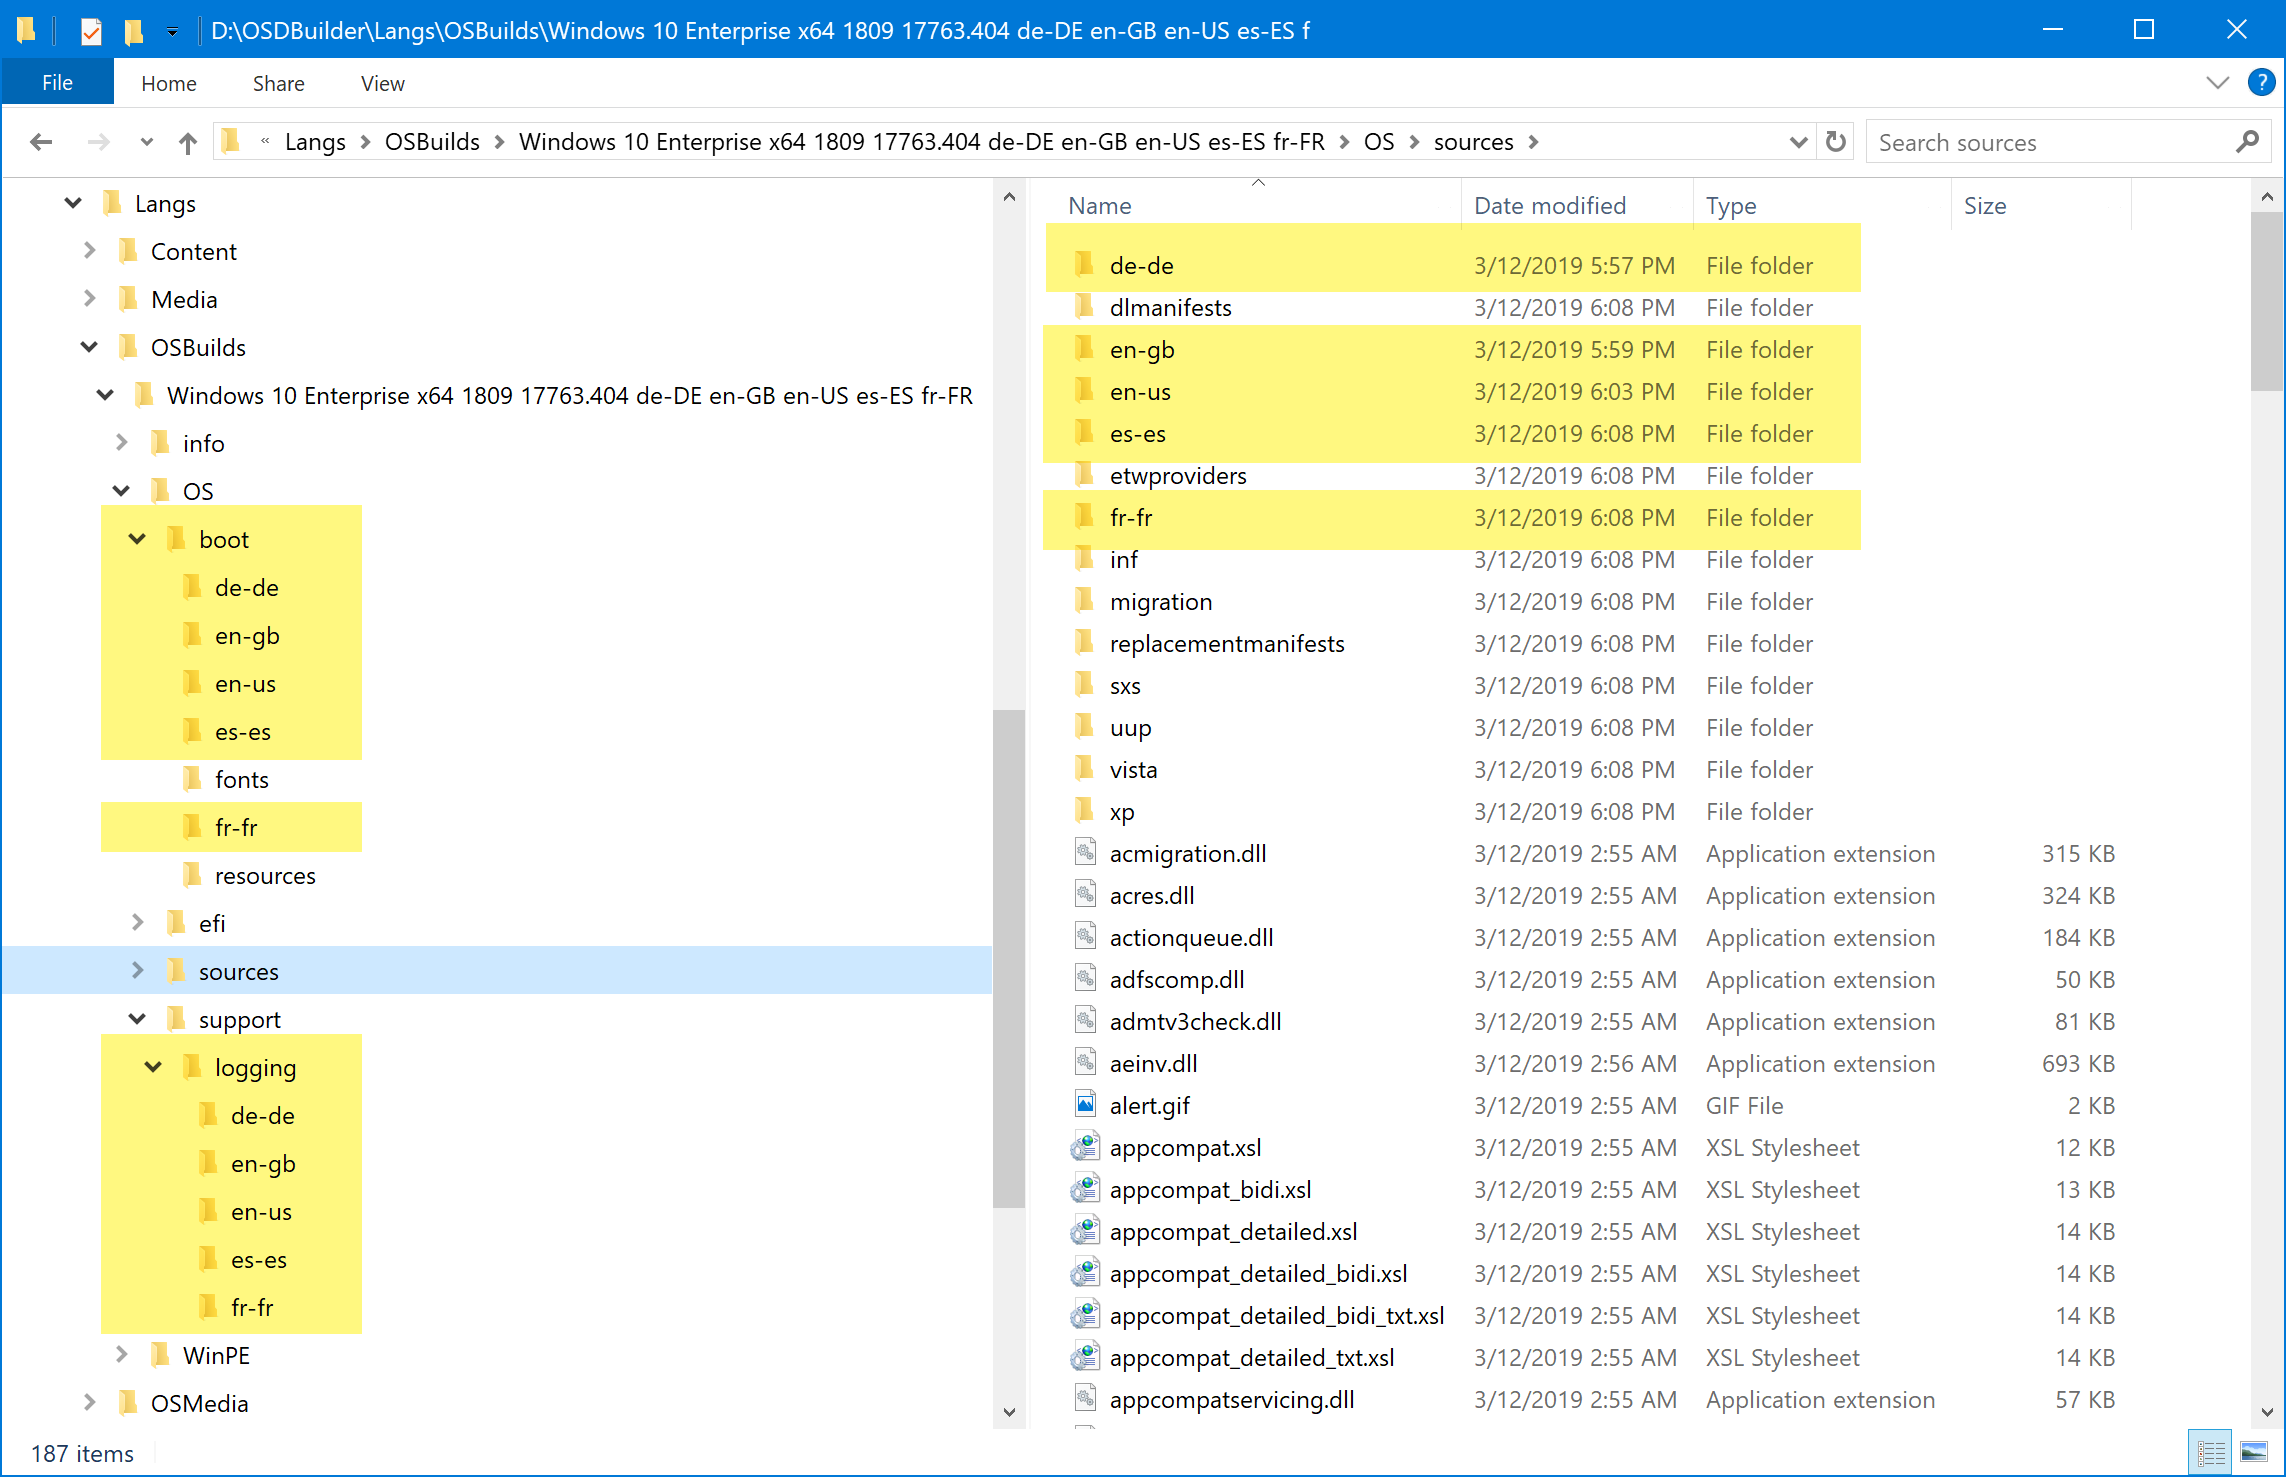 D:\OSDBuilder\Langs\OSBuilds\Windows 10 Enterprise x64 1809 17763.404 de-DE en-GB en-US es-ES f
File Home Share View ?
« Langs > OSBuilds > Windows 10 Enterprise x64 1809 17763.404 de-DE en-GB en-US es-ES fr-FR > OS > sources >
Search sources
Langs
Content
Media
OSBuilds
Windows 10 Enterprise x64 1809 17763.404 de-DE en-GB en-US es-ES fr-FR
info
OS
boot
de-de
en-gb
en-us
es-es
fonts
fr-fr
resources
efi
sources
support
logging
de-de
en-gb
en-us
es-es
fr-fr
WinPE
OSMedia
Name Date modified Type Size
de-de 3/12/2019 5:57 PM File folder
dlmanifests 3/12/2019 6:08 PM File folder
en-gb 3/12/2019 5:59 PM File folder
en-us 3/12/2019 6:03 PM File folder
es-es 3/12/2019 6:08 PM File folder
etwproviders 3/12/2019 6:08 PM File folder
fr-fr 3/12/2019 6:08 PM File folder
inf 3/12/2019 6:08 PM File folder
migration 3/12/2019 6:08 PM File folder
replacementmanifests 3/12/2019 6:08 PM File folder
sxs 3/12/2019 6:08 PM File folder
uup 3/12/2019 6:08 PM File folder
vista 3/12/2019 6:08 PM File folder
xp 3/12/2019 6:08 PM File folder
acmigration.dll 3/12/2019 2:55 AM Application extension 315 KB
acres.dll 3/12/2019 2:55 AM Application extension 324 KB
actionqueue.dll 3/12/2019 2:55 AM Application extension 184 KB
adfscomp.dll 3/12/2019 2:55 AM Application extension 50 KB
admtv3check.dll 3/12/2019 2:55 AM Application extension 81 KB
aeinv.dll 3/12/2019 2:56 AM Application extension 693 KB
alert.gif 3/12/2019 2:55 AM GIF File 2 KB
appcompat.xsl 3/12/2019 2:55 AM XSL Stylesheet 12 KB
appcompat_bidi.xsl 3/12/2019 2:55 AM XSL Stylesheet 13 KB
appcompat_detailed.xsl 3/12/2019 2:55 AM XSL Stylesheet 14 KB
appcompat_detailed_bidi.xsl 3/12/2019 2:55 AM XSL Stylesheet 14 KB
appcompat_detailed_bidi_txt.xsl 3/12/2019 2:55 AM XSL Stylesheet 14 KB
appcompat_detailed_txt.xsl 3/12/2019 2:55 AM XSL Stylesheet 14 KB
appcompatservicing.dll 3/12/2019 2:55 AM Application extension 57 KB
187 items